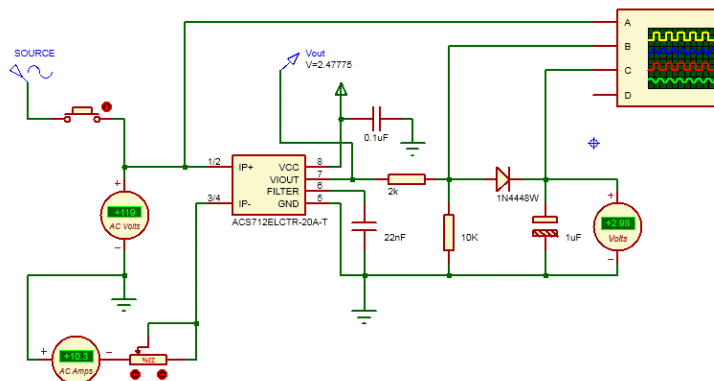 SOURCE
Vout
V=2.47775
A
B
C
D
0.1uF
1/2
3/4
IP+
IP-
VCC
VIOUT
FILTER
GND
8
7
6
5
ACS712ELCTR-20A-T
2k
1N4448W
22nF
10K
1uF
+119
AC Volts
+2.98
Volts
+10.3
AC Amps